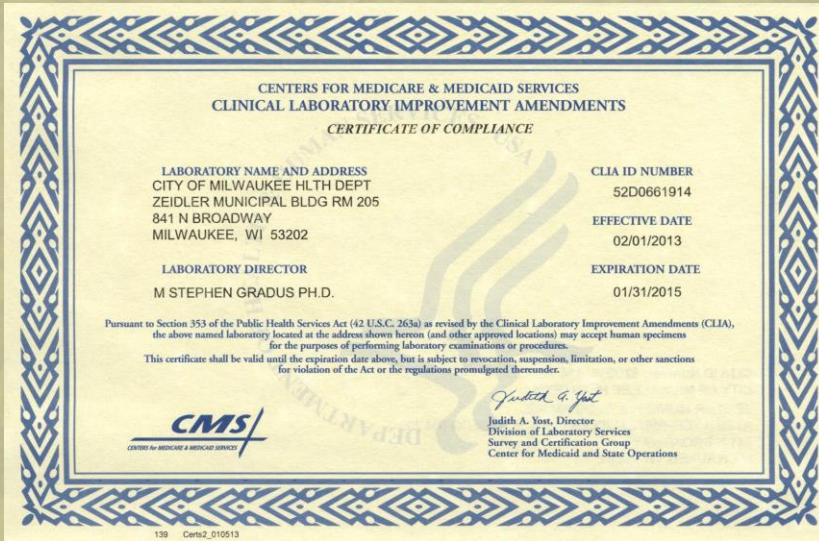 CENTERS FOR MEDICARE & MEDICAID SERVICES
CLINICAL LABORATORY IMPROVEMENT AMENDMENTS
CERTIFICATE OF COMPLIANCE
LABORATORY NAME AND ADDRESS
CITY OF MILWAUKEE HLTH DEPT
ZEIDLER MUNICIPAL BLDG RM 205
841 N BROADWAY
MILWAUKEE, WI 53202
CLIA ID NUMBER
52D0661914
EFFECTIVE DATE
02/01/2013
LABORATORY DIRECTOR
M STEPHEN GRADUS PH.D.
EXPIRATION DATE
01/31/2015
Pursuant to Section 353 of the Public Health Services Act (42 U.S.C. 263a) as revised by the Clinical Laboratory Improvement Amendments (CLIA),
the above named laboratory located at the address shown hereon (and other approved locations) may accept human specimens
for the purposes of performing laboratory examinations or procedures.
This certificate shall be valid until the expiration date above, but is subject to revocation, suspension, limitation, or other sanctions
for violation of the Act or the regulations promulgated thereunder.
CMS
CENTERS for MEDICARE & MEDICAID SERVICES
Judith A. Yost
Judith A. Yost, Director
Division of Laboratory Services
Survey and Certification Group
Center for Medicaid and State Operations
DEPARTMENT
HUMAN SERVICES USA
139 Certs2_010513